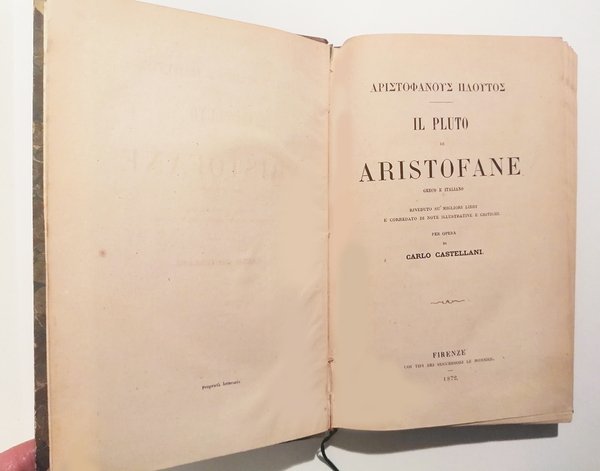 Proprietà letteraria
ΑΡΙΣΤΟΦΑΝΟΥΣ ΠΛΟΥΤΟΣ
IL PLUTO
DI
ARISTOFANE
GRECO E ITALIANO
RIVEDUTO SU' MIGLIORI LIBRI
E CORREDATO DI NOTE ILLUSTRATIVE E CRITICHE
PER OPERA
DI
CARLO CASTELLANI.
FIRENZE
COI TIPI DEI SUCCESSORI LE MONNIER.
1872.